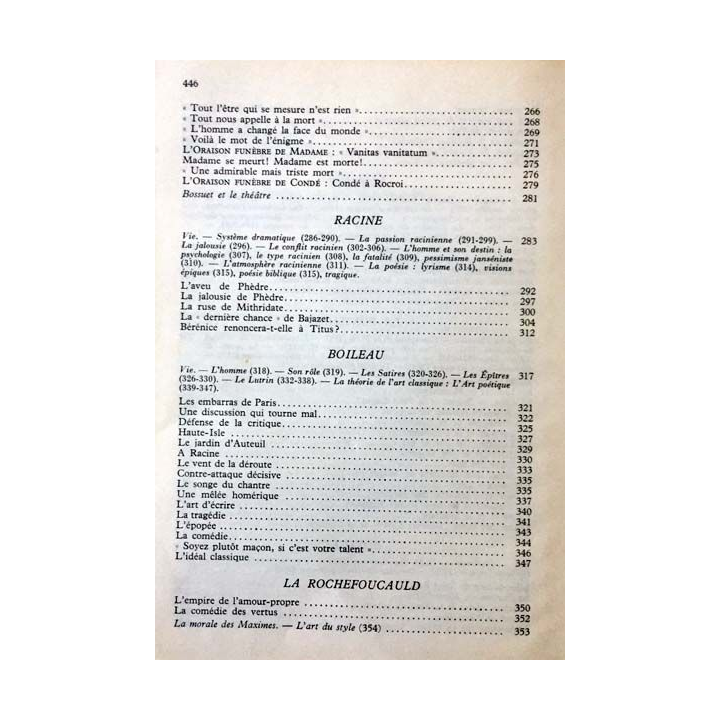 446
« Tout l'être qui se mesure n'est rien ».................................... 266
« Tout nous appelle à la mort »............................................. 268
« L'homme a changé la face du monde »................................. 269
« Voilà le mot de l'énigme »................................................ 271
L'ORAISON FUNÈBRE DE MADAME : « Vanitas vanitatum »................ 273
Madame se meurt! Madame est morte!................................... 275
« Une admirable mais triste mort »........................................ 276
L'ORAISON FUNÈBRE DE CONDÉ : Condé à Rocroi....................... 279
Bossuet et le théâtre ......................................................... 281
RACINE
Vie. — Système dramatique (286-290). — La passion racinienne (291-299). — 283
La jalousie (296). — Le conflit racinien (302-306). — L'homme et son destin : la
psychologie (307), le type racinien (308), la fatalité (309), pessimisme janséniste
(310). — L'atmosphère racinienne (311). — La poésie : lyrisme (314), visions
épiques (315), poésie biblique (315), tragique.
L'aveu de Phèdre............................................................. 292
La jalousie de Phèdre........................................................ 297
La ruse de Mithridate........................................................ 300
La « dernière chance » de Bajazet......................................... 304
Bérénice renoncera-t-elle à Titus?......................................... 312
BOILEAU
Vie. — L'homme (318). — Son rôle (319). — Les Satires (320-326). — Les Épîtres 317
(326-330). — Le Lutrin (332-338). — La théorie de l'art classique : L'Art poétique
(339-347).
Les embarras de Paris........................................................ 321
Une discussion qui tourne mal.............................................. 322
Défense de la critique........................................................ 325
Haute-Isle ..................................................................... 327
Le jardin d'Auteuil ........................................................... 329
A Racine ....................................................................... 330
Le vent de la déroute ........................................................ 333
Contre-attaque décisive ..................................................... 335
Le songe du chantre ......................................................... 335
Une mêlée homérique ....................................................... 337
L'art d'écrire .................................................................. 340
La tragédie .................................................................... 341
L'épopée....................................................................... 343
La comédie.................................................................... 344
« Soyez plutôt maçon, si c'est votre talent »............................. 346
L'idéal classique .............................................................. 347
LA ROCHEFOUCAULD
L'empire de l'amour-propre ................................................ 350
La comédie des vertus ...................................................... 352
La morale des Maximes. — L'art du style (354) .......................... 353